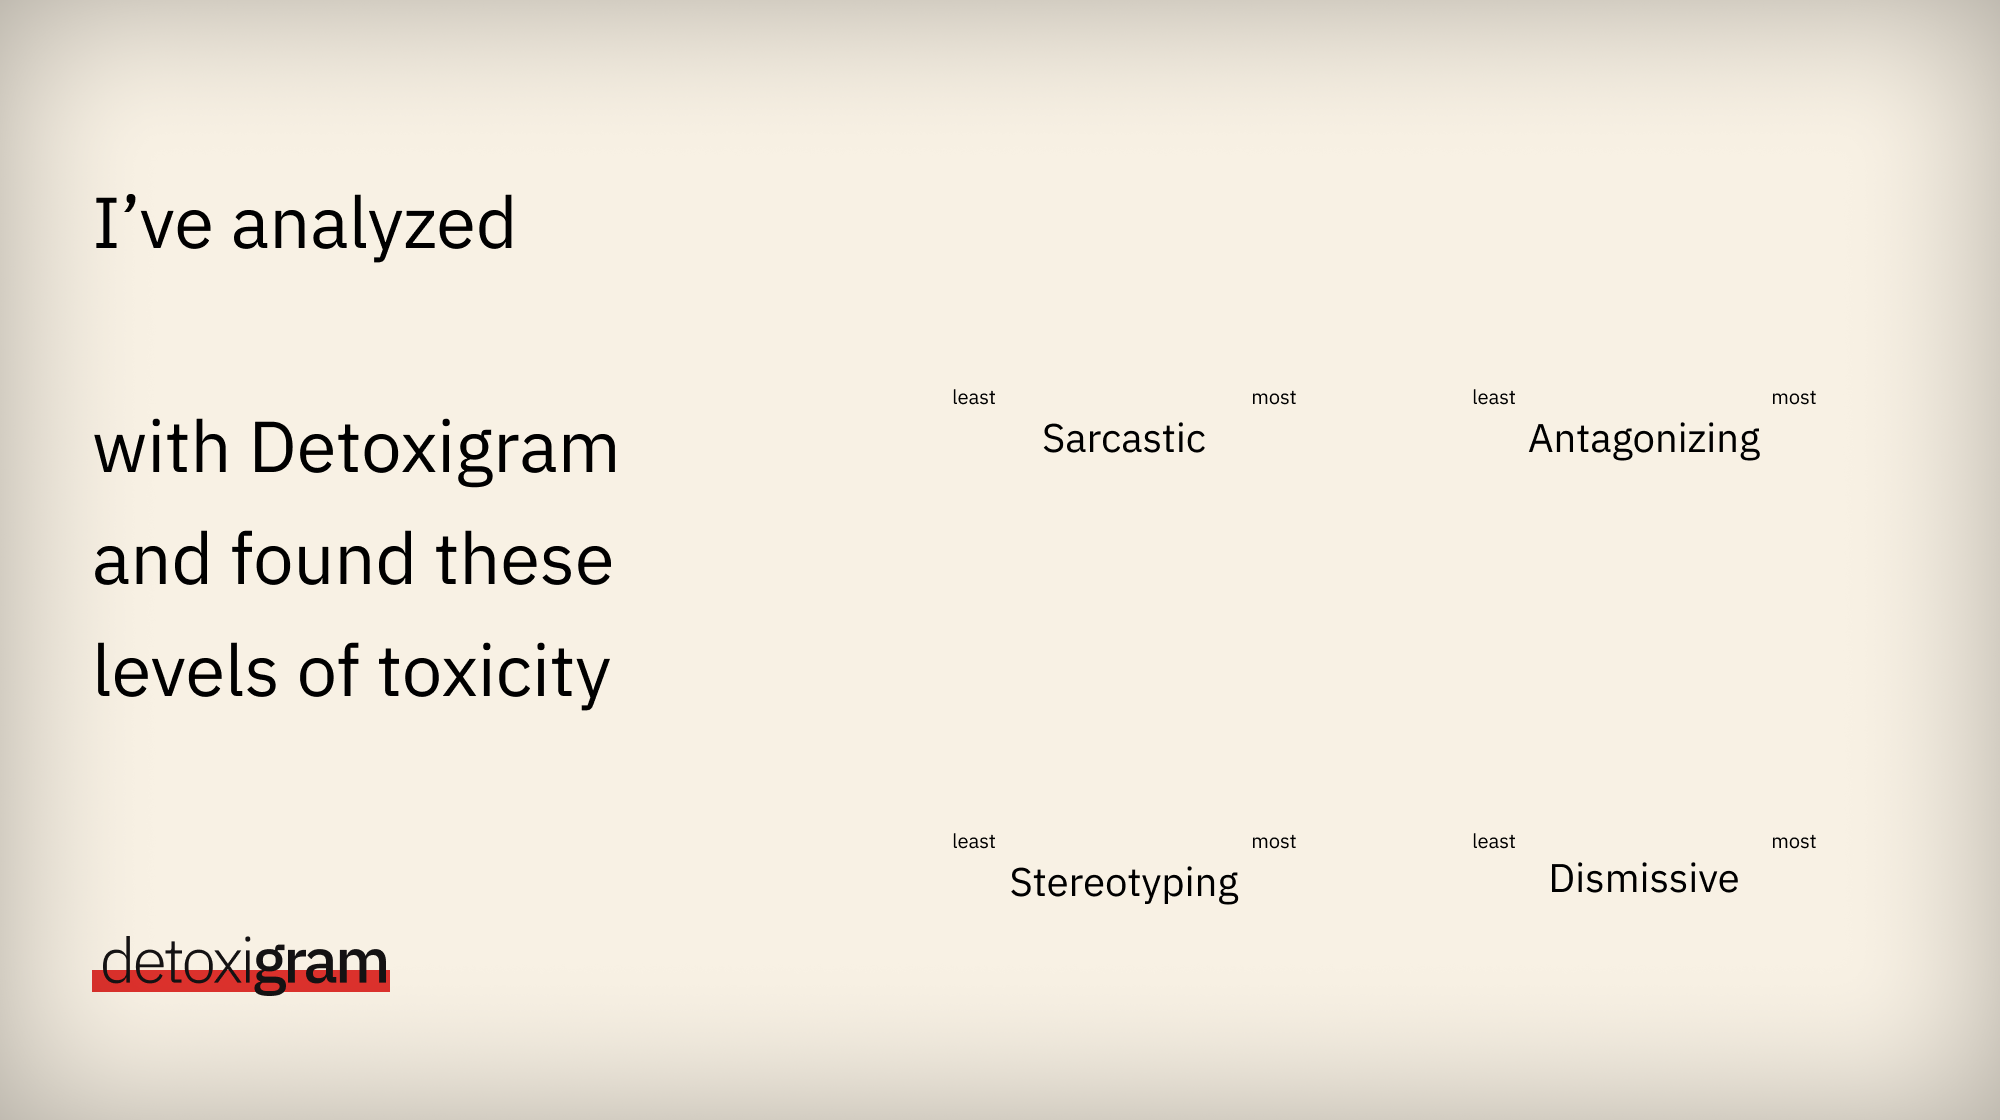 I’ve analyzed
with Detoxigram
and found these
levels of toxicity
least most least most
Sarcastic Antagonizing
least most least most
Stereotyping Dismissive
detoxigram